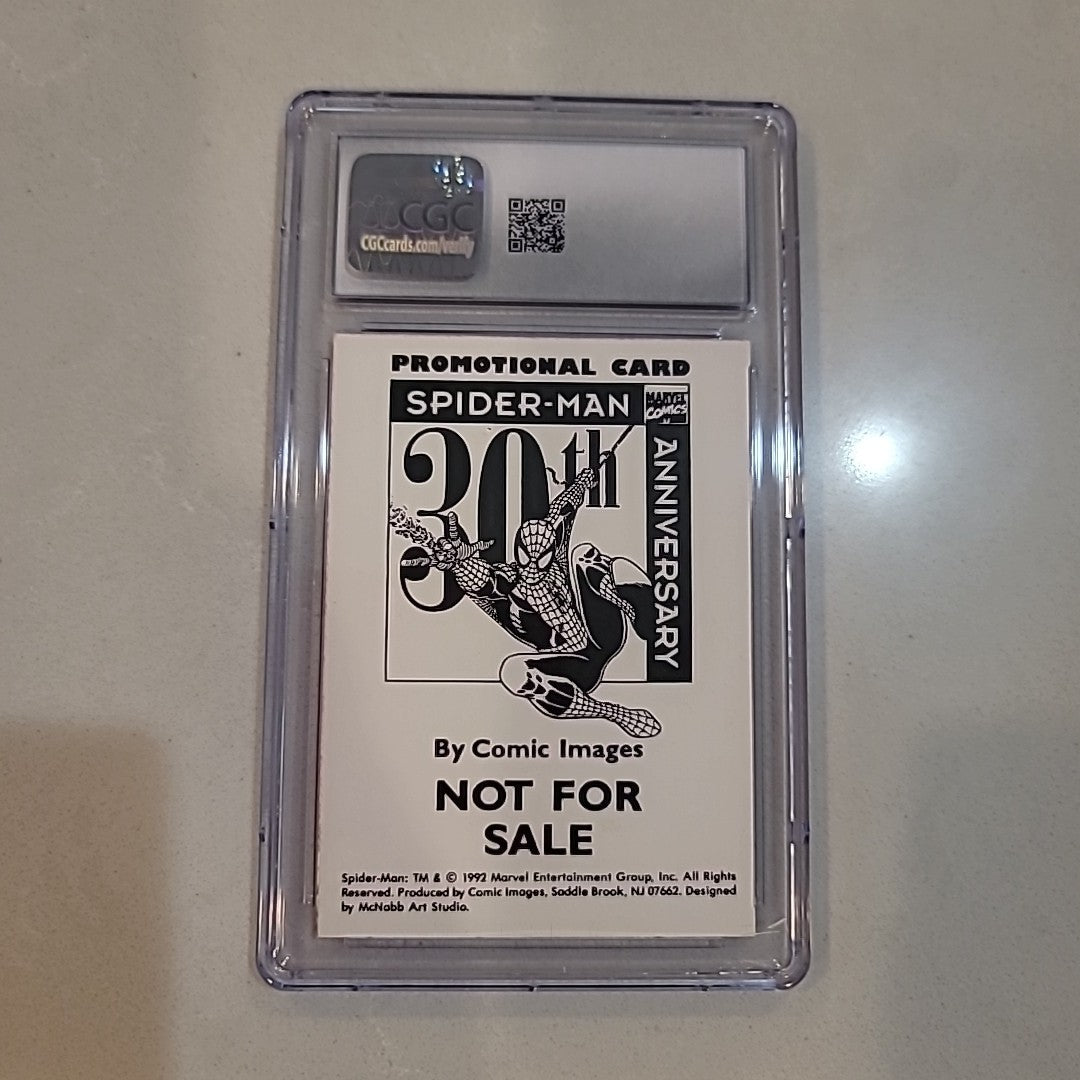 CGC
CGCcards.com/verify
PROMOTIONAL CARD
SPIDER-MAN
MARVEL
COMICS
30th
ANNIVERSARY
By Comic Images
NOT FOR
SALE
Spider-Man: TM & © 1992 Marvel Entertainment Group, Inc. All Rights
Reserved. Produced by Comic Images, Saddle Brook, NJ 07662. Designed
by McNabb Art Studio.